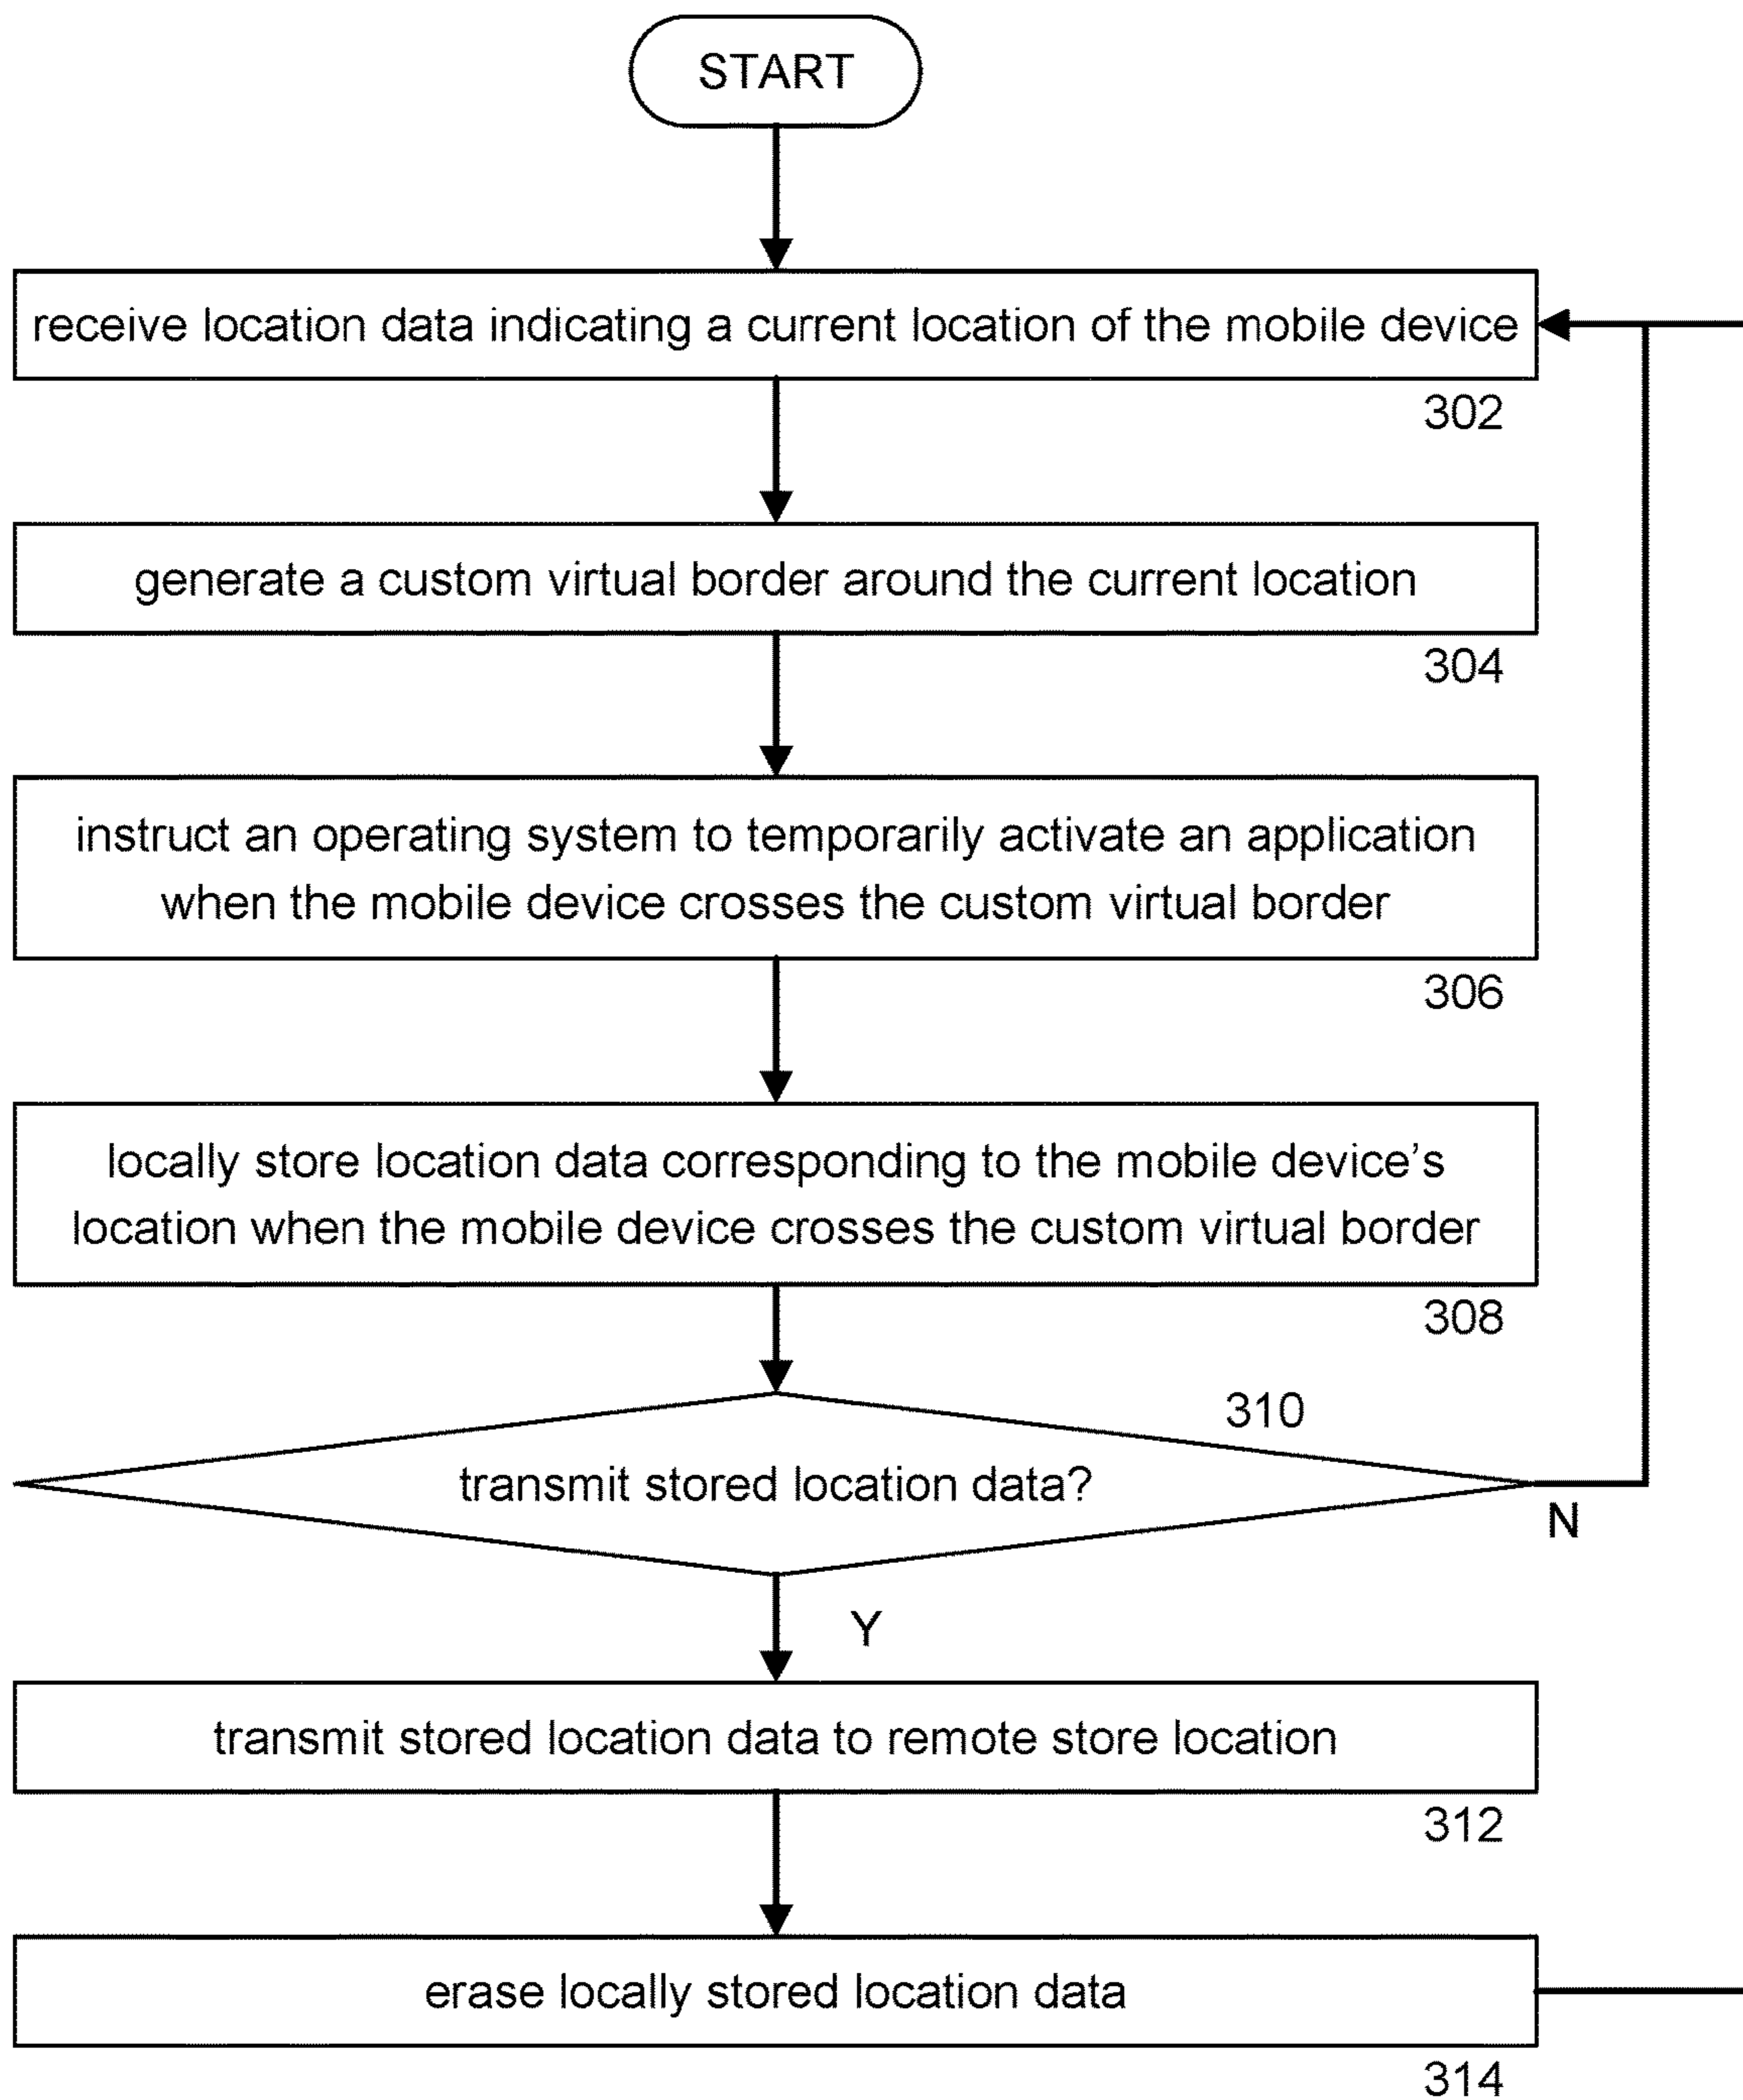 START
receive location data indicating a current location of the mobile device
302
generate a custom virtual border around the current location
304
instruct an operating system to temporarily activate an application
when the mobile device crosses the custom virtual border
306
locally store location data corresponding to the mobile device’s
location when the mobile device crosses the custom virtual border
308
310
transmit stored location data?
N
Y
transmit stored location data to remote store location
312
erase locally stored location data
314